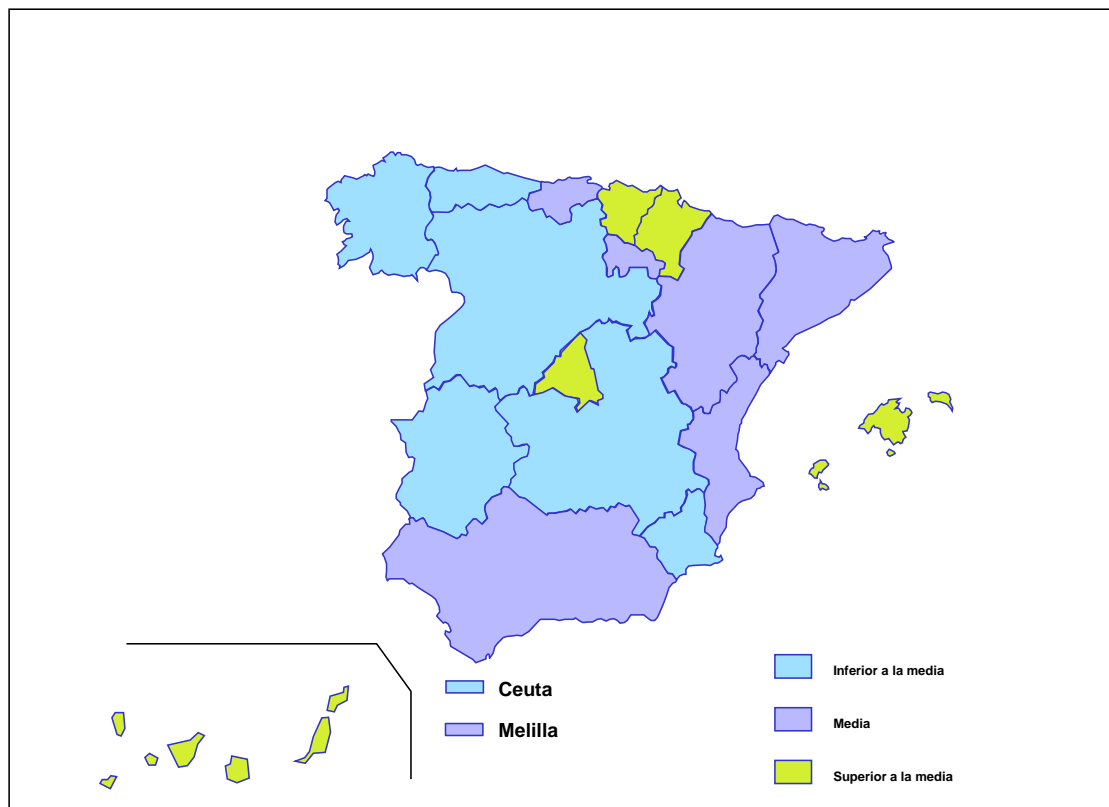 Ceuta
Melilla
Inferior a la media
Media
Superior a la media